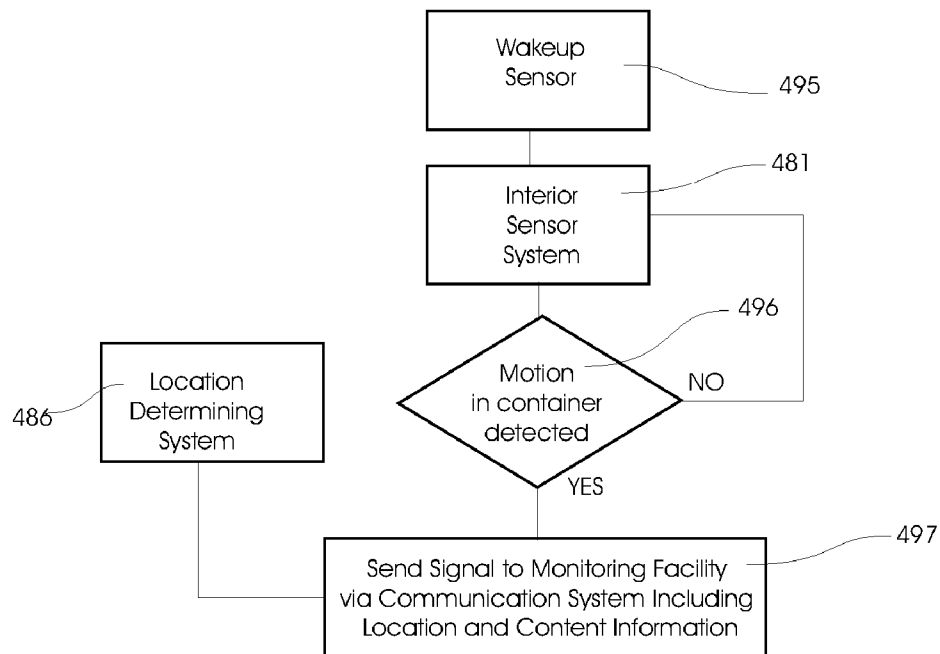 Wakeup
Sensor
495
481
Interior
Sensor
System
496
Motion
in container
detected
NO
Location
Determining
System
486
YES
497
Send Signal to Monitoring Facility
via Communication System Including
Location and Content Information